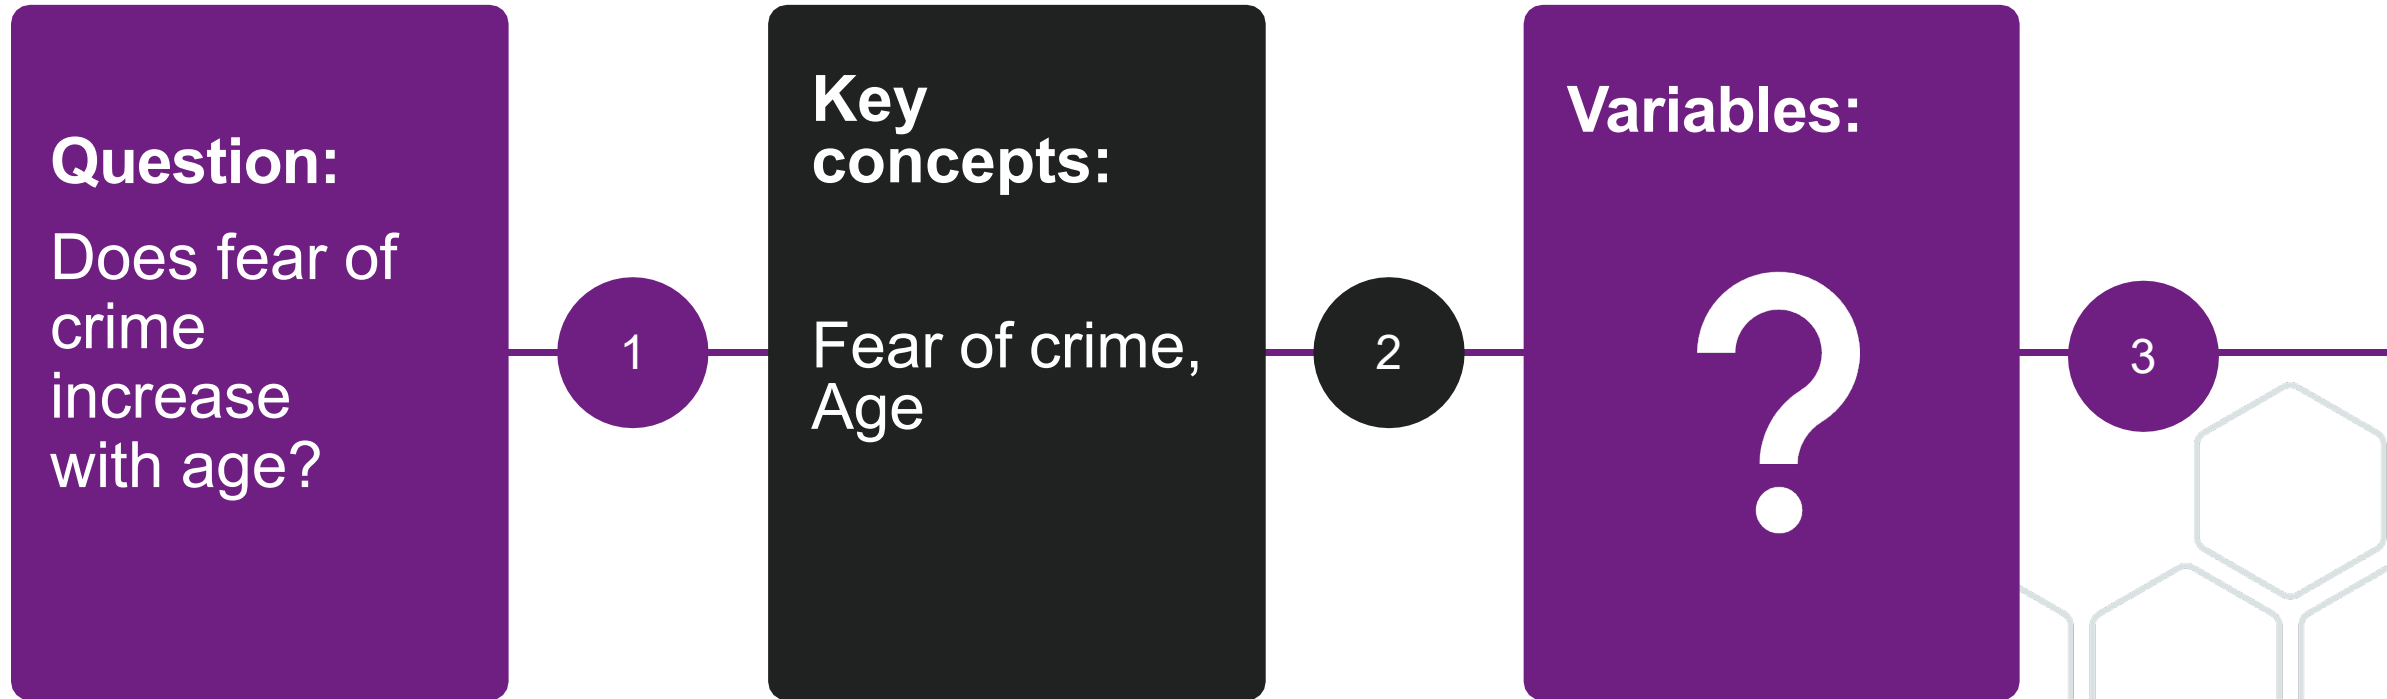 Question:
Does fear of
crime
increase
with age?
1
Key
concepts:
Fear of crime,
Age
2
Variables:
?
3